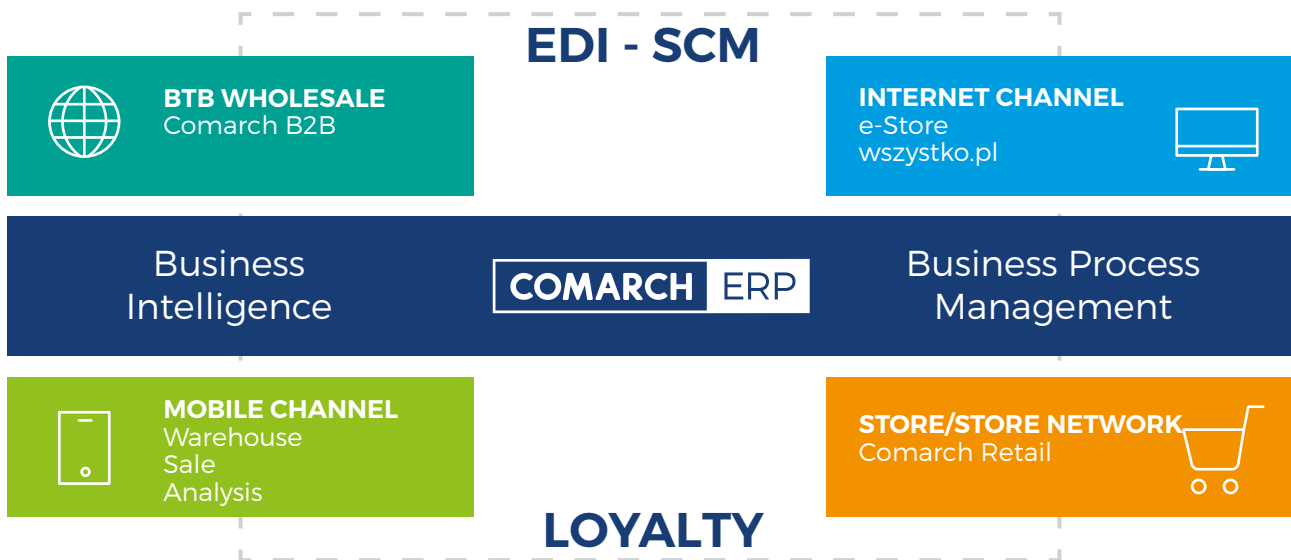 EDI - SCM
BTB WHOLESALE
Comarch B2B
INTERNET CHANNEL
e-Store
wszystko.pl
Business
Intelligence
COMARCH ERP
Business Process
Management
MOBILE CHANNEL
Warehouse
Sale
Analysis
STORE/STORE NETWORK
Comarch Retail
LOYALTY